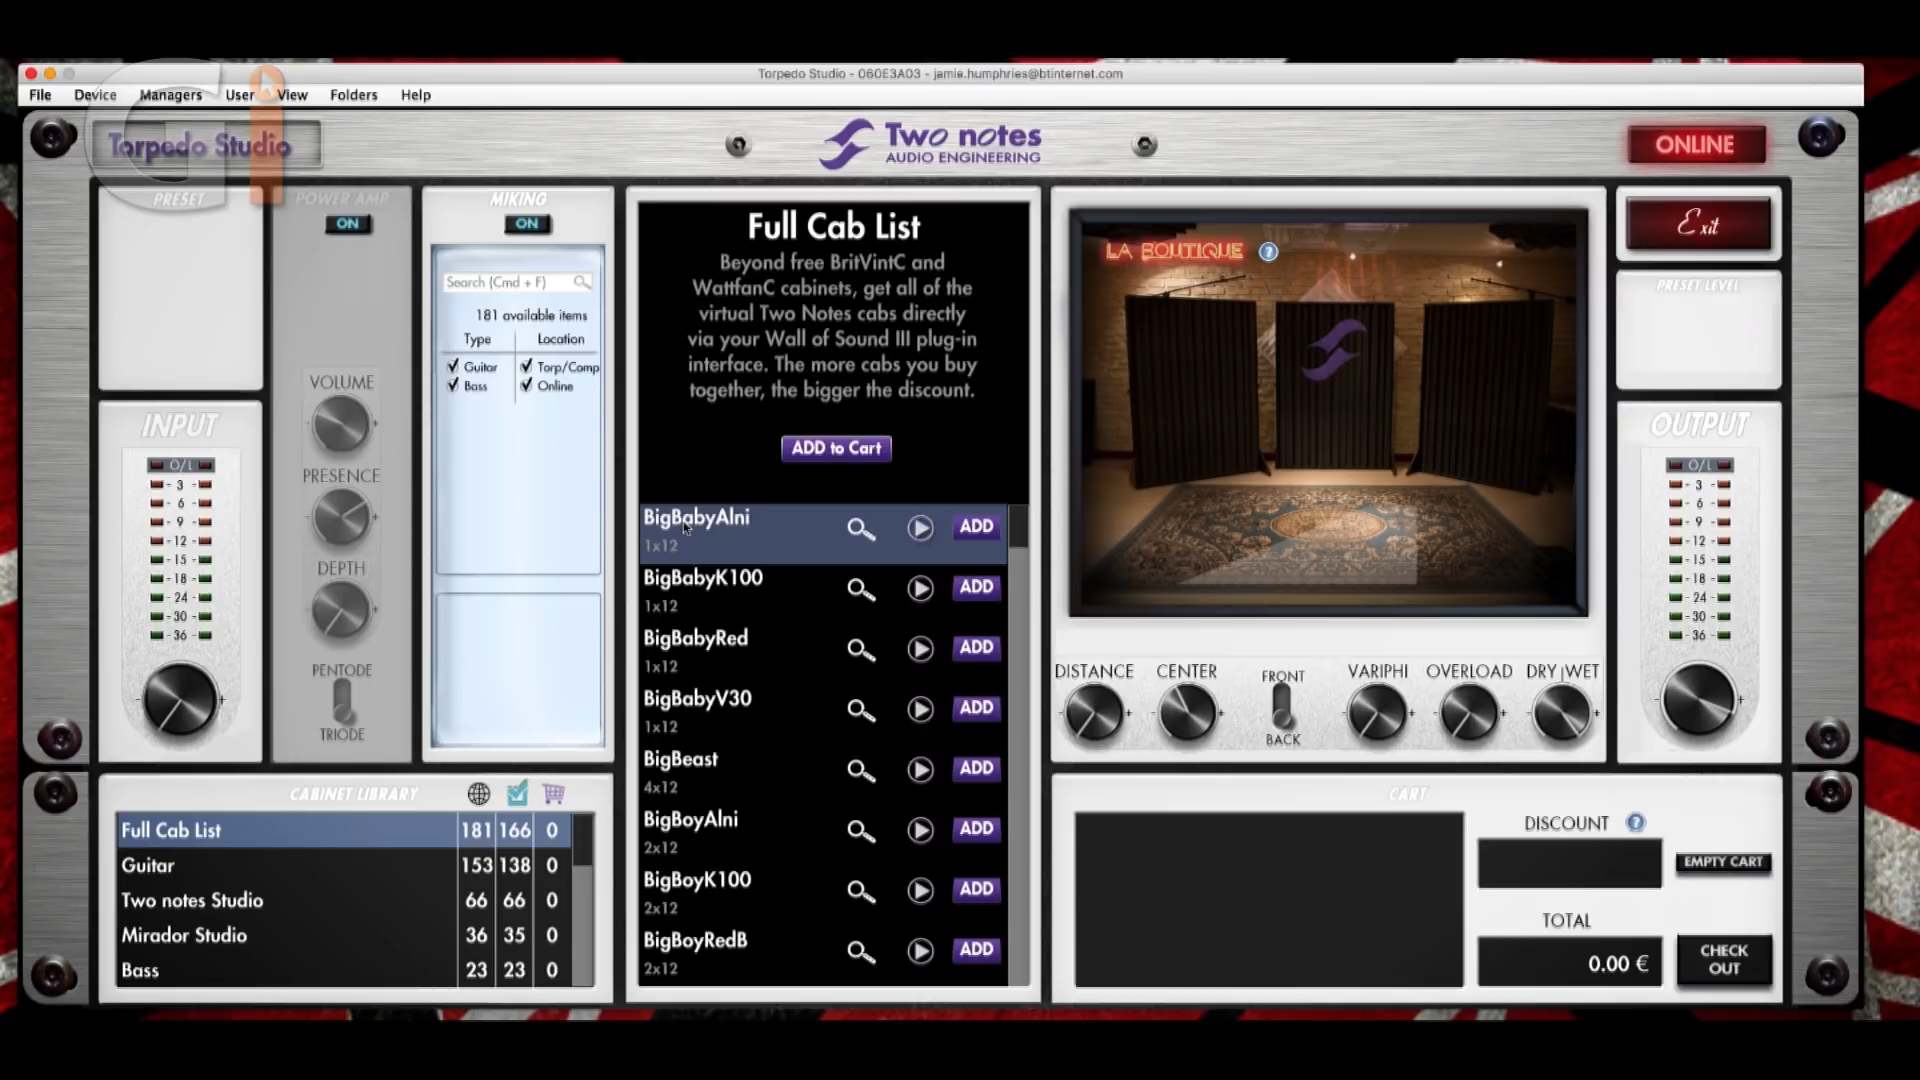 Torpedo Studio - 060E3A03 - jamie.humphries@btinternet.com
File Device Managers User View Folders Help
Gi
Torpedo Studio
Two notes
AUDIO ENGINEERING
ONLINE
PRESET
POWER AMP
ON
VOLUME
PRESENCE
DEPTH
PENTODE
TRIODE
INPUT
O/L
3
6
9
12
15
18
24
30
36
MIKING
ON
Search (Cmd + F)
181 available items
Type Location
Guitar Torp/Comp
Bass Online
Full Cab List
Beyond free BritVintC and
WattfanC cabinets, get all of the
virtual Two Notes cabs directly
via your Wall of Sound III plug-in
interface. The more cabs you buy
together, the bigger the discount.
ADD to Cart
BigBabyAlni ADD
1x12
BigBabyK100 ADD
1x12
BigBabyRed ADD
1x12
BigBabyV30 ADD
1x12
BigBeast ADD
4x12
BigBoyAlni ADD
2x12
BigBoyK100 ADD
2x12
BigBoyRedB ADD
2x12
LA BOUTIQUE ?
DISTANCE CENTER FRONT VARIPHI OVERLOAD DRY|WET
BACK
Exit
PRESET LEVEL
OUTPUT
O/L
3
6
9
12
15
18
24
30
36
CABINET LIBRARY
Full Cab List 181 166 0
Guitar 153 138 0
Two notes Studio 66 66 0
Mirador Studio 36 35 0
Bass 23 23 0
CART
DISCOUNT ?
EMPTY CART
TOTAL
0.00 €
CHECK
OUT